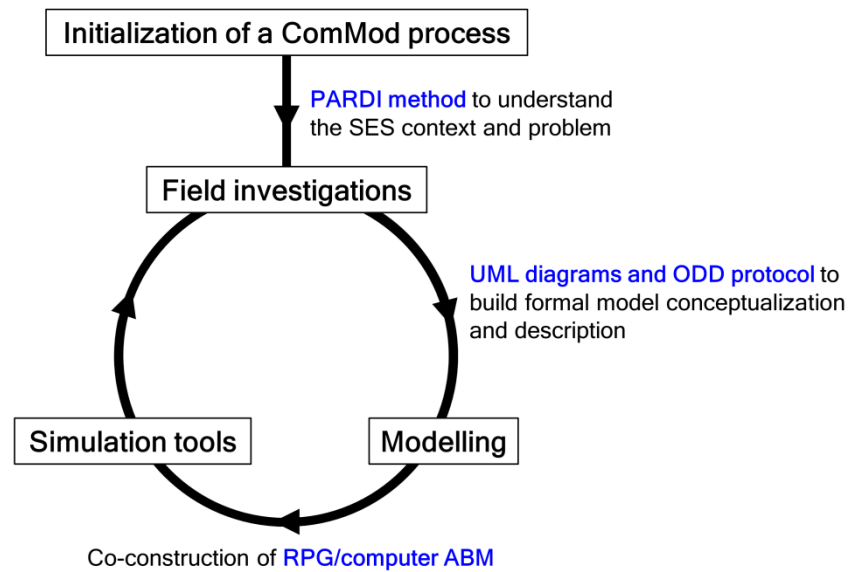 Initialization of a ComMod process
PARDI method to understand
the SES context and problem
Field investigations
UML diagrams and ODD protocol to
build formal model conceptualization
and description
Simulation tools
Modelling
Co-construction of RPG/computer ABM